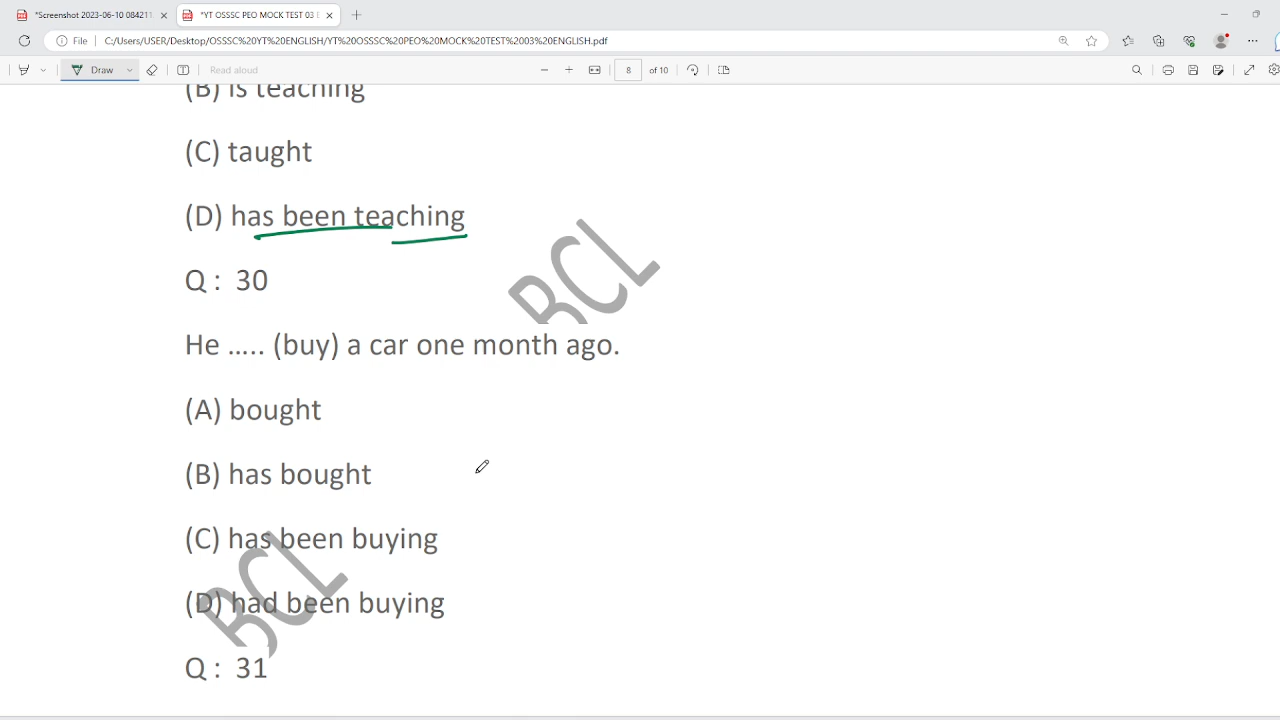 *Screenshot 2023-06-10 084211
*YT OSSSC PEO MOCK TEST 03 E
File
C:/Users/USER/Desktop/OSSSC%20YT%20ENGLISH/YT%20OSSSC%20PEO%20MOCK%20TEST%2003%20ENGLISH.pdf
Draw
Read aloud
8 of 10
(B) is teaching
(C) taught
(D) has been teaching
Q : 30
He ..... (buy) a car one month ago.
(A) bought
(B) has bought
(C) has been buying
(D) had been buying
Q : 31
BCL
BCL